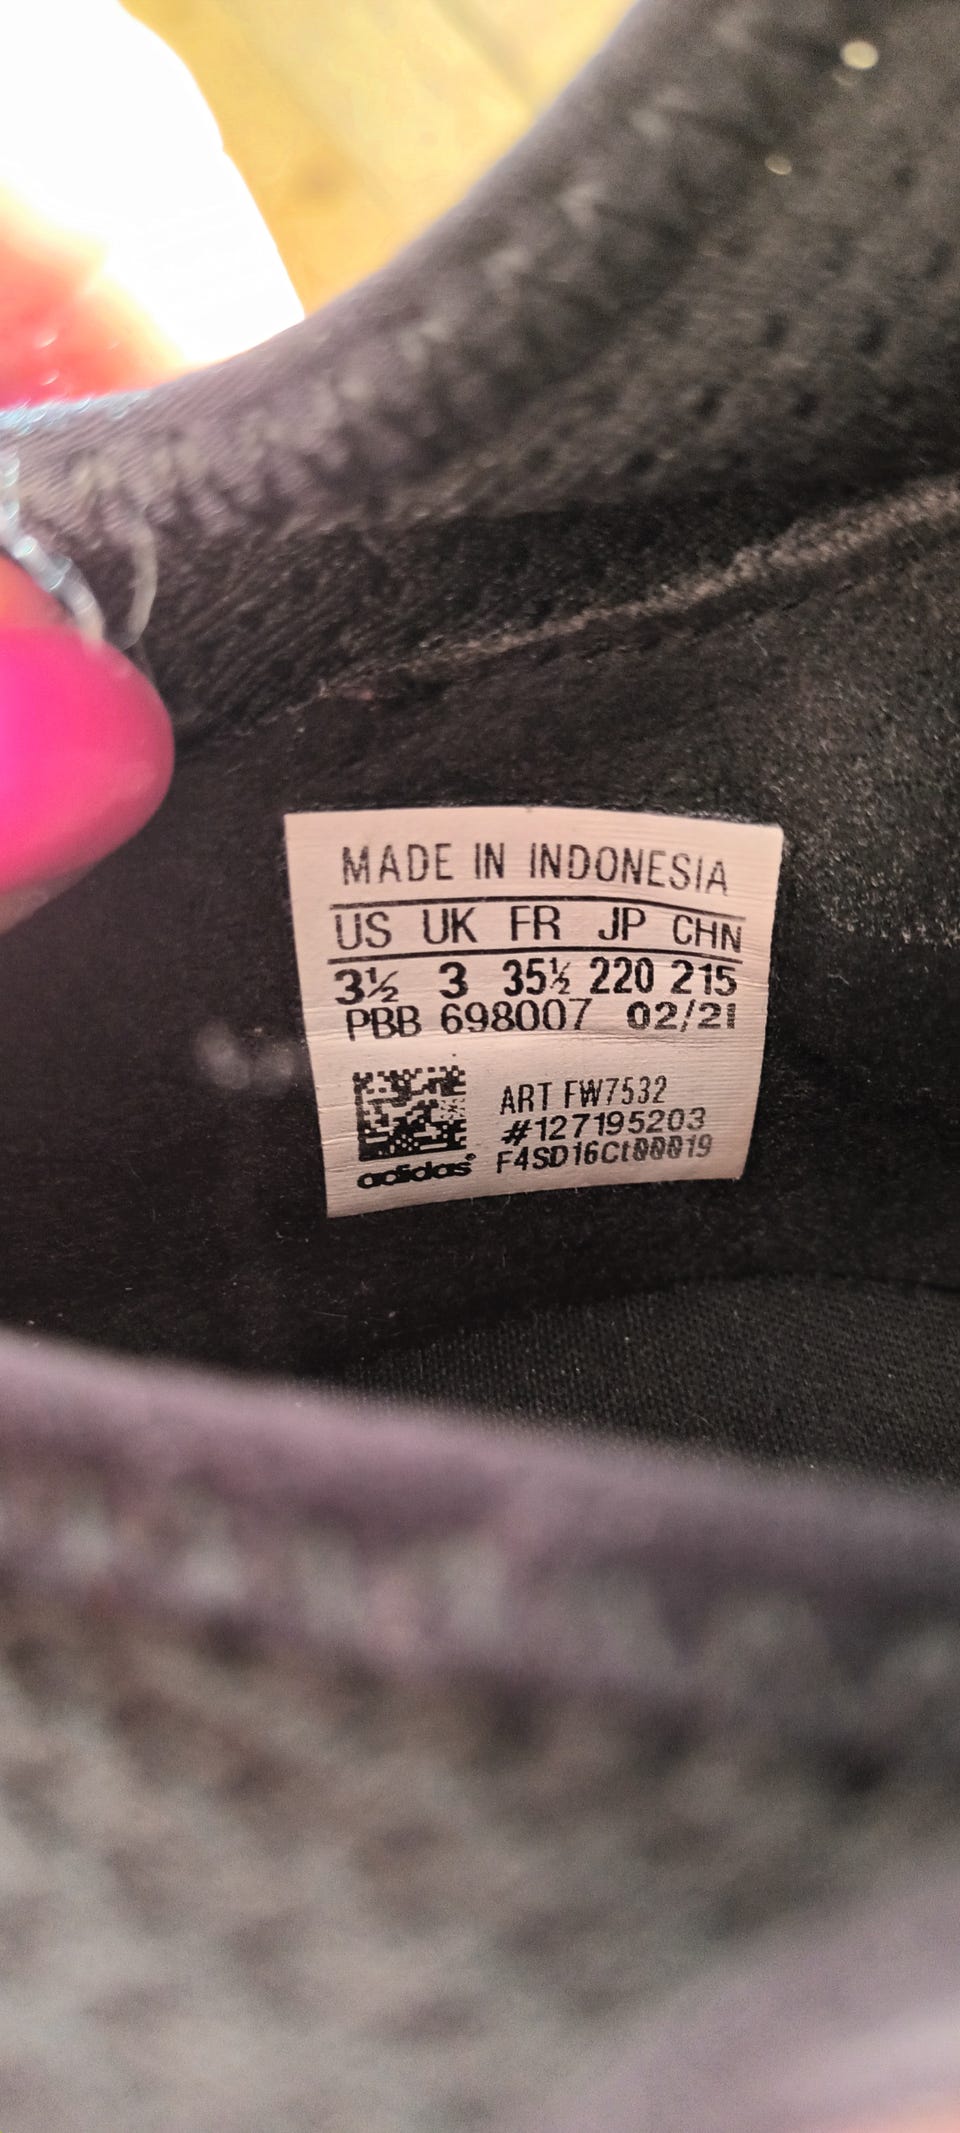 MADE IN INDONESIA
US UK FR JP CHN
3½ 3 35½ 220 215
PBB 698007 02/21
ART FW7532
#127195203
adidas